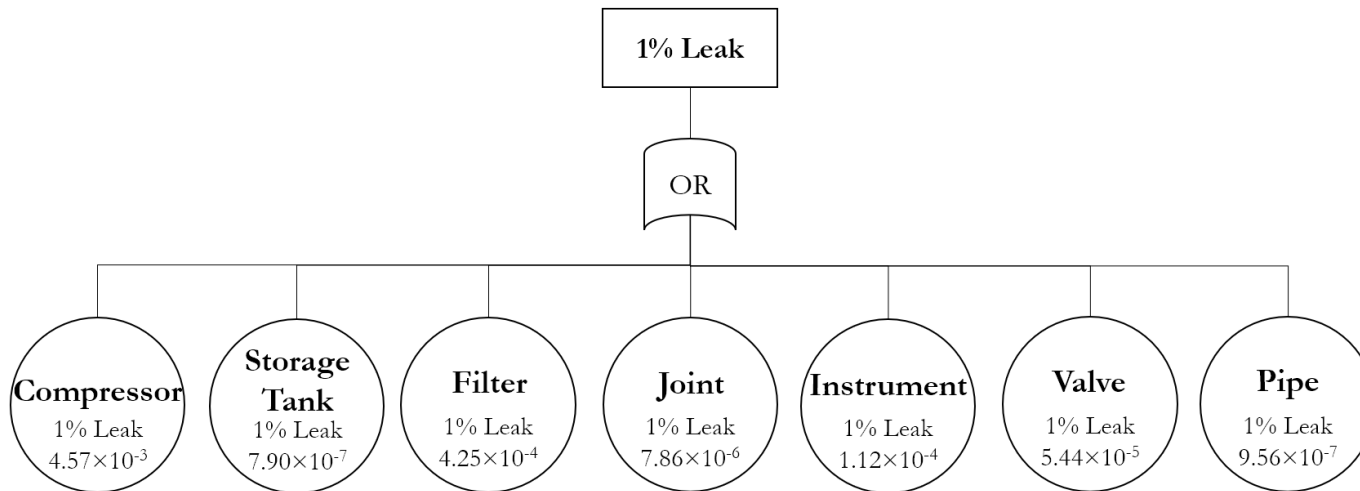 1% Leak
OR
Compressor
1% Leak
4.57×10⁻³
Storage
Tank
1% Leak
7.90×10⁻⁷
Filter
1% Leak
4.25×10⁻⁴
Joint
1% Leak
7.86×10⁻⁶
Instrument
1% Leak
1.12×10⁻⁴
Valve
1% Leak
5.44×10⁻⁵
Pipe
1% Leak
9.56×10⁻⁷